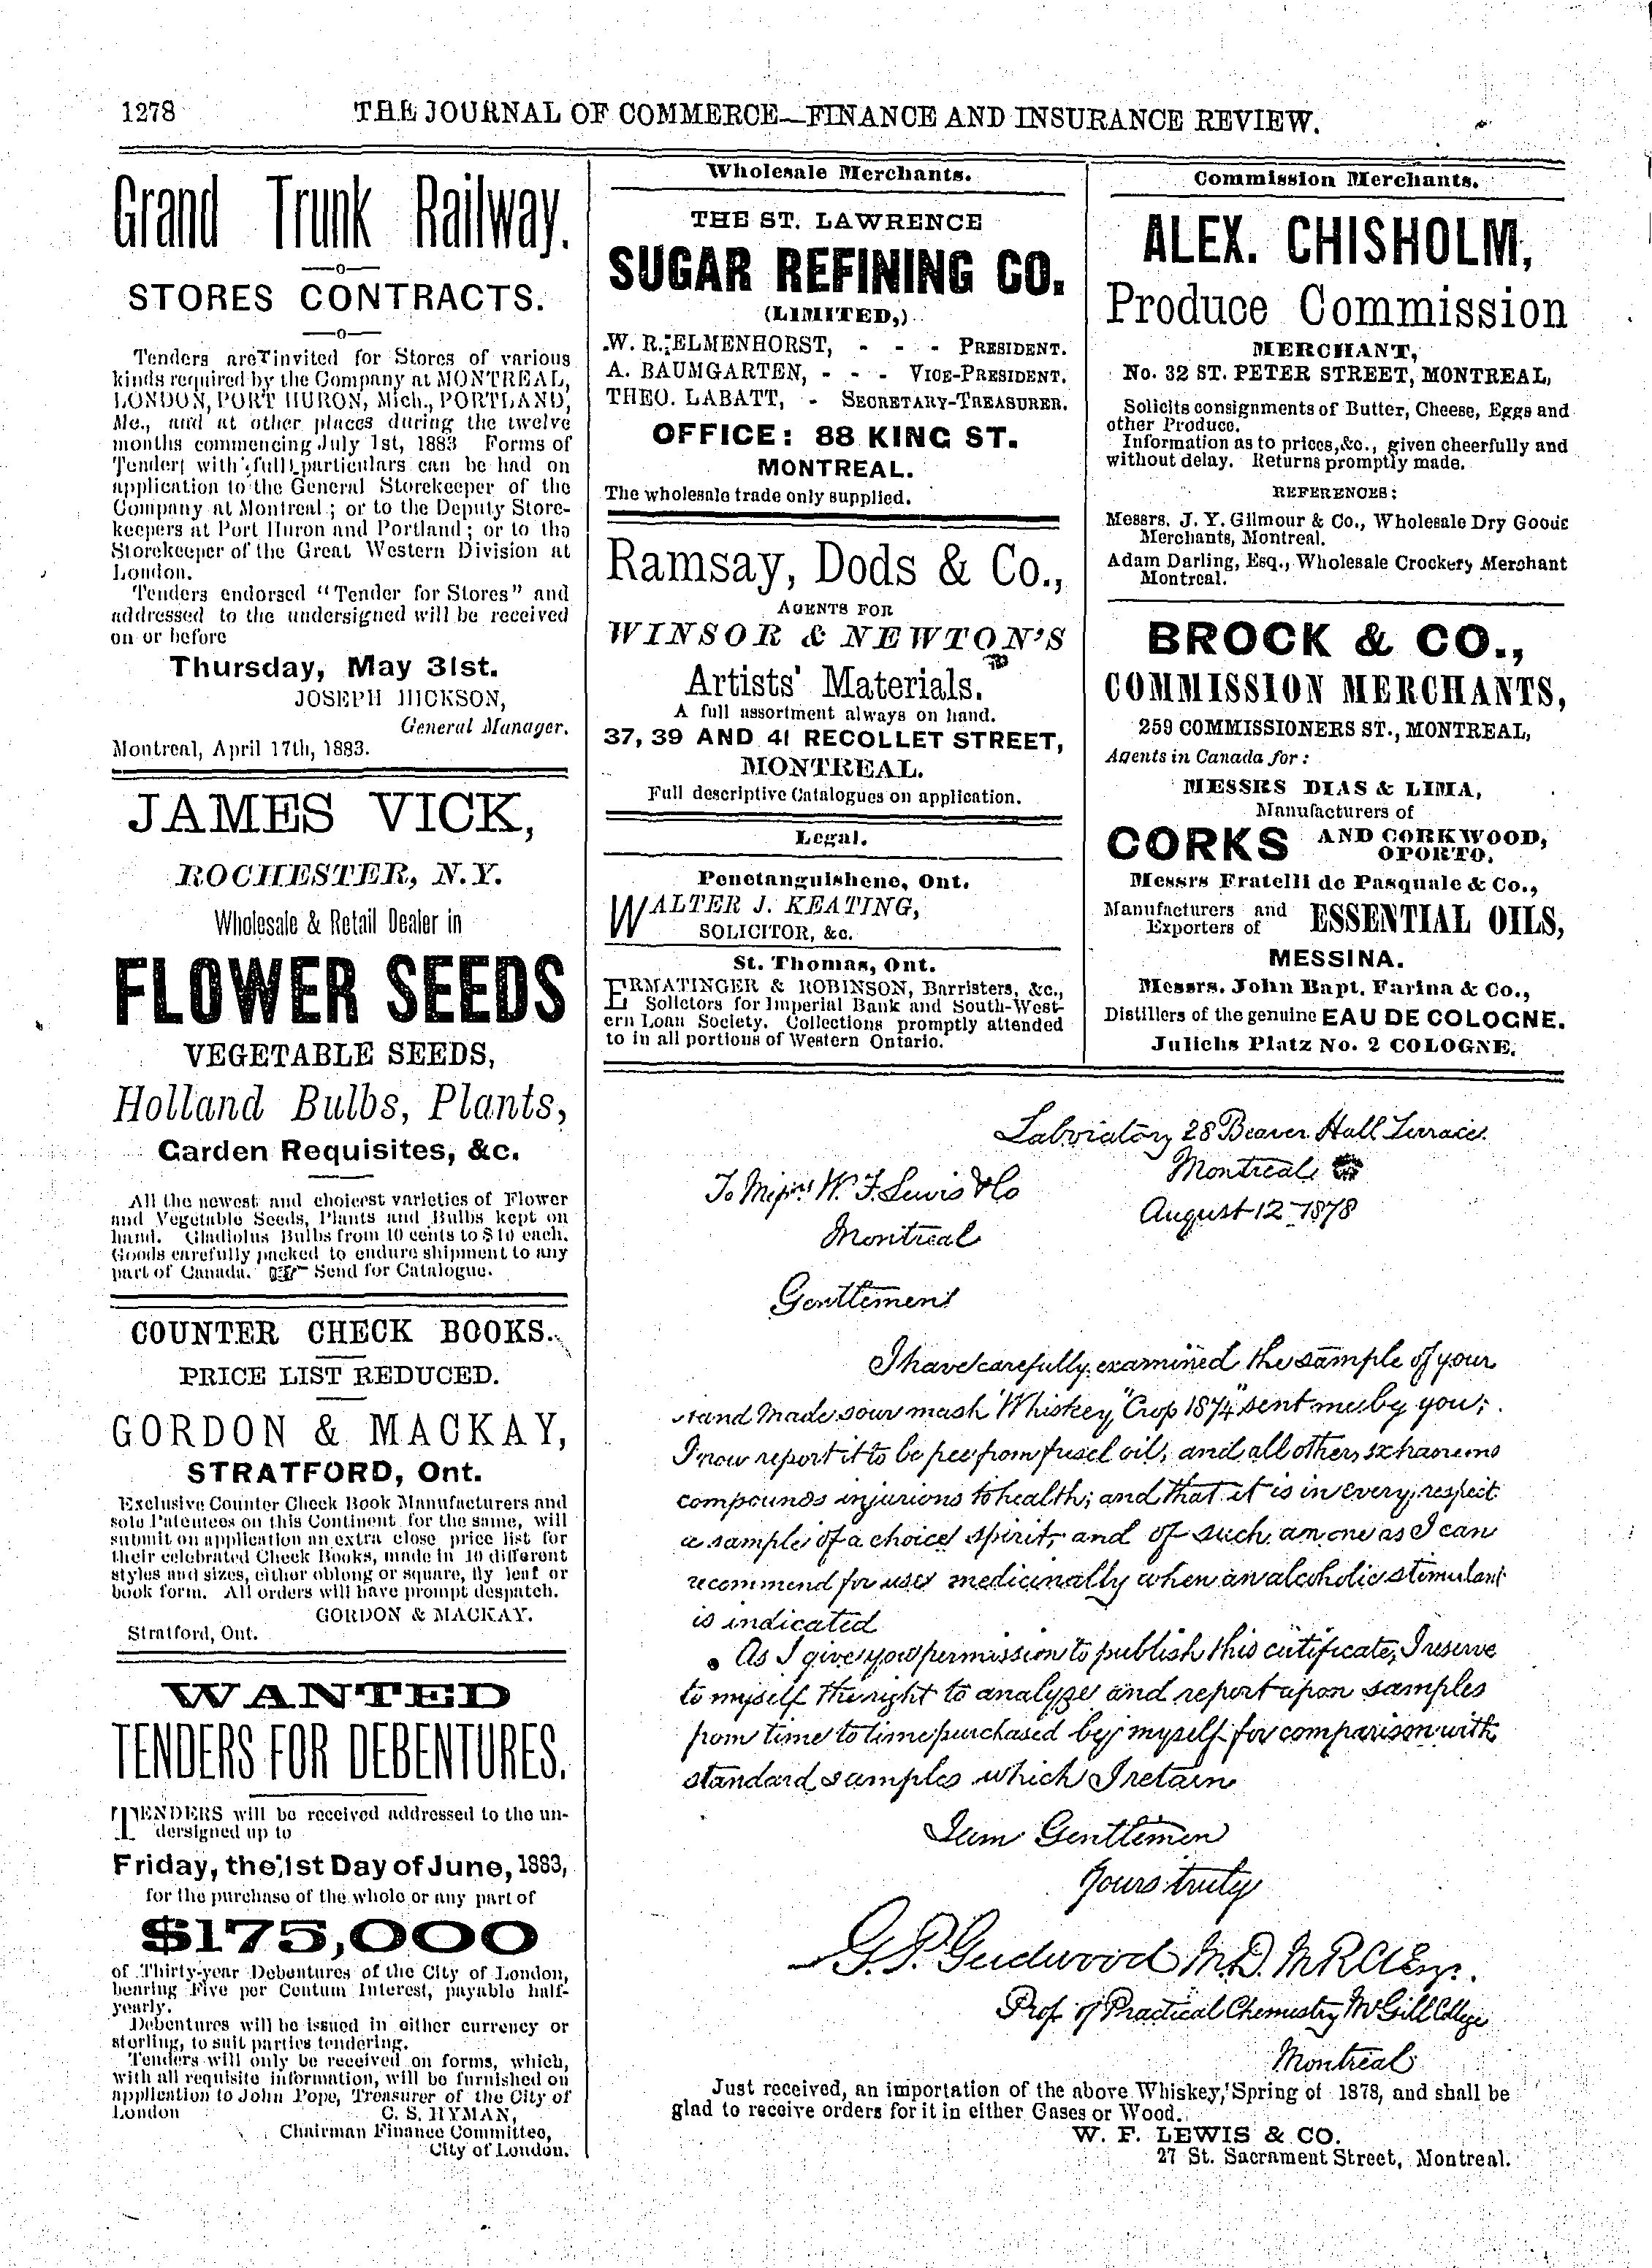 1278 THE JOURNAL OF COMMERCE—FINANCE AND INSURANCE REVIEW.
Grand Trunk Railway.
STORES CONTRACTS.
Tenders are invited for Stores of various
kinds required by the Company at MONTREAL,
LONDON, PORT HURON, Mich., PORTLAND,
Me., and at other places during the twelve
months commencing July 1st, 1883 Forms of
Tender with full particulars can be had on
application to the General Storekeeper of the
Company at Montreal; or to the Deputy Store-
keepers at Port Huron and Portland; or to the
Storekeeper of the Great Western Division at
London.
Tenders endorsed "Tender for Stores" and
addressed to the undersigned will be received
on or before
Thursday, May 31st.
JOSEPH HICKSON,
General Manager.
Montreal, April 17th, 1883.
JAMES VICK,
ROCHESTER, N.Y.
Wholesale & Retail Dealer in
FLOWER SEEDS
VEGETABLE SEEDS,
Holland Bulbs, Plants,
Garden Requisites, &c.
All the newest and choicest varieties of Flower
and Vegetable Seeds, Plants and Bulbs kept on
hand. Gladiolus Bulbs from 10 cents to $10 each.
Goods carefully packed to endure shipment to any
part of Canada. Send for Catalogue.
COUNTER CHECK BOOKS.
PRICE LIST REDUCED.
GORDON & MACKAY,
STRATFORD, Ont.
Exclusive Counter Check Book Manufacturers and
sole Patentees on this Continent for the same, will
submit on application an extra close price list for
their celebrated Check Books, made in 10 different
styles and sizes, either oblong or square, fly leaf or
book form. All orders will have prompt despatch.
GORDON & MACKAY.
Stratford, Ont.
WANTED
TENDERS FOR DEBENTURES.
TENDERS will be received addressed to the un-
dersigned up to
Friday, the 1st Day of June, 1883,
for the purchase of the whole or any part of
$175,000
of Thirty-year Debentures of the City of London,
bearing Five per Centum Interest, payable half-
yearly.
Debentures will be issued in either currency or
sterling, to suit parties tendering.
Tenders will only be received on forms, which,
with all requisite information, will be furnished on
application to John Pope, Treasurer of the City of
London
C. S. HYMAN,
Chairman Finance Committee,
City of London.
Wholesale Merchants.
THE ST. LAWRENCE
SUGAR REFINING CO.
(LIMITED,)
W. R. ELMENHORST, - - - PRESIDENT.
A. BAUMGARTEN, - - - VICE-PRESIDENT.
THEO. LABATT, - SECRETARY-TREASURER.
OFFICE: 88 KING ST.
MONTREAL.
The wholesale trade only supplied.
Ramsay, Dods & Co.,
AGENTS FOR
WINSOR & NEWTON'S
Artists' Materials.
A full assortment always on hand.
37, 39 AND 41 RECOLLET STREET,
MONTREAL.
Full descriptive Catalogues on application.
Legal.
Penetanguishene, Ont.
WALTER J. KEATING,
SOLICITOR, &c.
St. Thomas, Ont.
ERMATINGER & ROBINSON, Barristers, &c.,
Solictors for Imperial Bank and South-West-
ern Loan Society. Collections promptly attended
to in all portions of Western Ontario.
Commission Merchants.
ALEX. CHISHOLM,
Produce Commission
MERCHANT,
No. 32 ST. PETER STREET, MONTREAL,
Solicits consignments of Butter, Cheese, Eggs and
other Produce.
Information as to prices, &c., given cheerfully and
without delay. Returns promptly made.
REFERENCES:
Messrs. J. Y. Gilmour & Co., Wholesale Dry Goods
Merchants, Montreal.
Adam Darling, Esq., Wholesale Crockery Merchant
Montreal.
BROCK & CO.,
COMMISSION MERCHANTS,
259 COMMISSIONERS ST., MONTREAL,
Agents in Canada for:
MESSRS DIAS & LIMA,
Manufacturers of
CORKS AND CORKWOOD,
OPORTO.
Messrs Fratelli de Pasquale & Co.,
Manufacturers and
Exporters of ESSENTIAL OILS,
MESSINA.
Messrs. John Bapt. Farina & Co.,
Distillers of the genuine EAU DE COLOGNE.
Julichs Platz No. 2 COLOGNE.
Laboratory 28 Beaver Hall Terrace
Montreal
August 12 1878
To Messrs W. F. Lewis & Co
Montreal
Gentlemen
I have carefully examined the sample of your
Hand Made sour mash Whiskey "Crop 1874" sent me by you;
I now report it to be free from fusel oil, and all other
compounds injurious to health; and that it is in every respect
a sample of a choice spirit, and of such an one as I can
recommend for use medicinally when an alcoholic stimulant
is indicated
As I give you permission to publish this certificate, I reserve
to myself the right to analyze and report upon samples
from time to time purchased by myself for comparison with
standard samples which I retain
I am Gentlemen
Yours truly
G. P. Girdwood M.D. M.R.C.S. Eng.
Prof. of Practical Chemistry McGill College
Montreal
Just received, an importation of the above Whiskey, Spring of 1878, and shall be
glad to receive orders for it in either Cases or Wood.
W. F. LEWIS & CO.
27 St. Sacrament Street, Montreal.